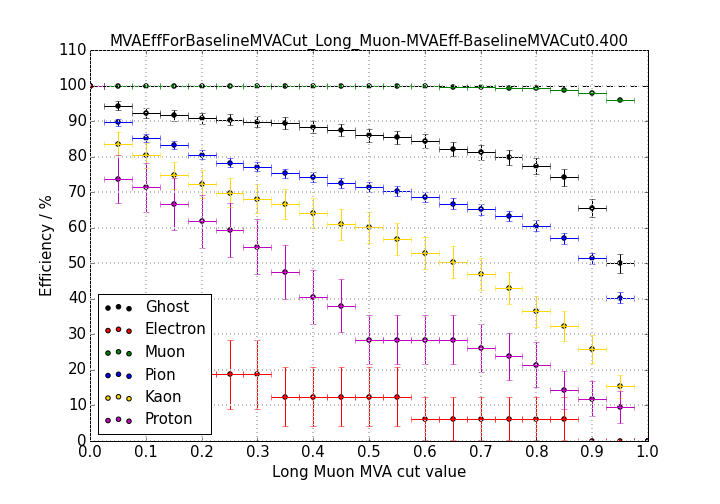 MVAEffForBaselineMVACut_Long_Muon-MVAEff-BaselineMVACut0.400
110
100
90
80
70
60
50
40
30
20
10
0
Efficiency / %
Ghost
Electron
Muon
Pion
Kaon
Proton
0.0 0.1 0.2 0.3 0.4 0.5 0.6 0.7 0.8 0.9 1.0
Long Muon MVA cut value